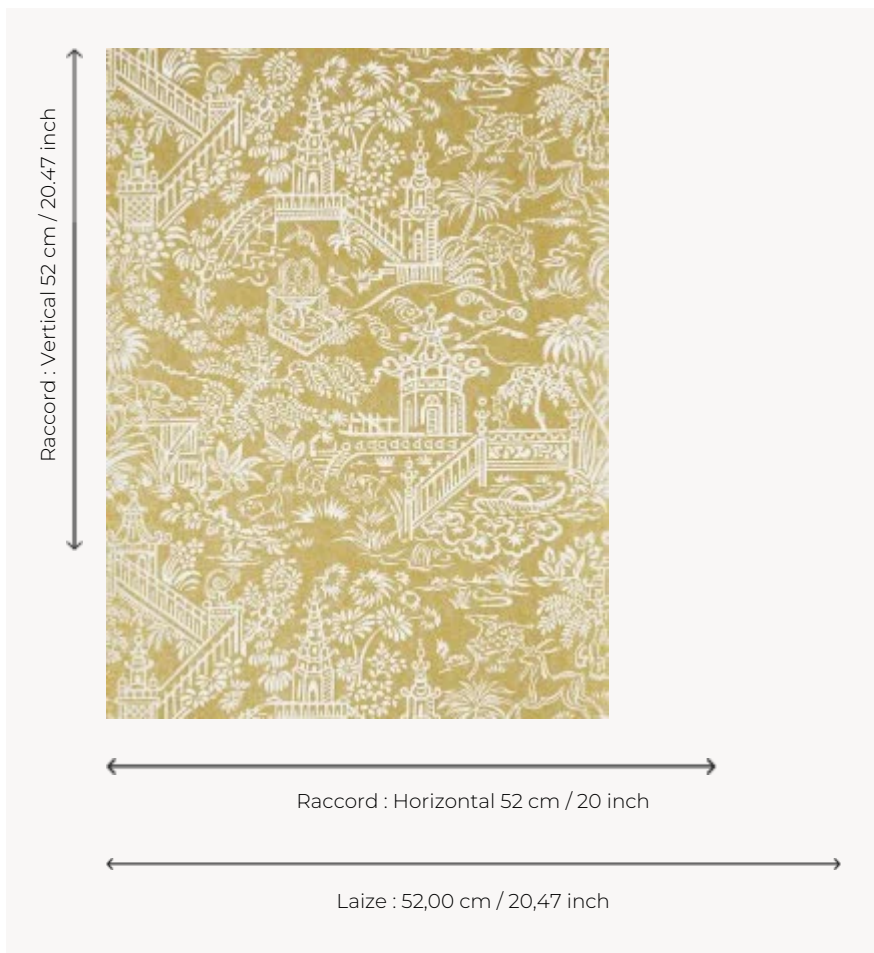 Raccord : Vertical 52 cm / 20.47 inch
Raccord : Horizontal 52 cm / 20 inch
Laize : 52,00 cm / 20,47 inch